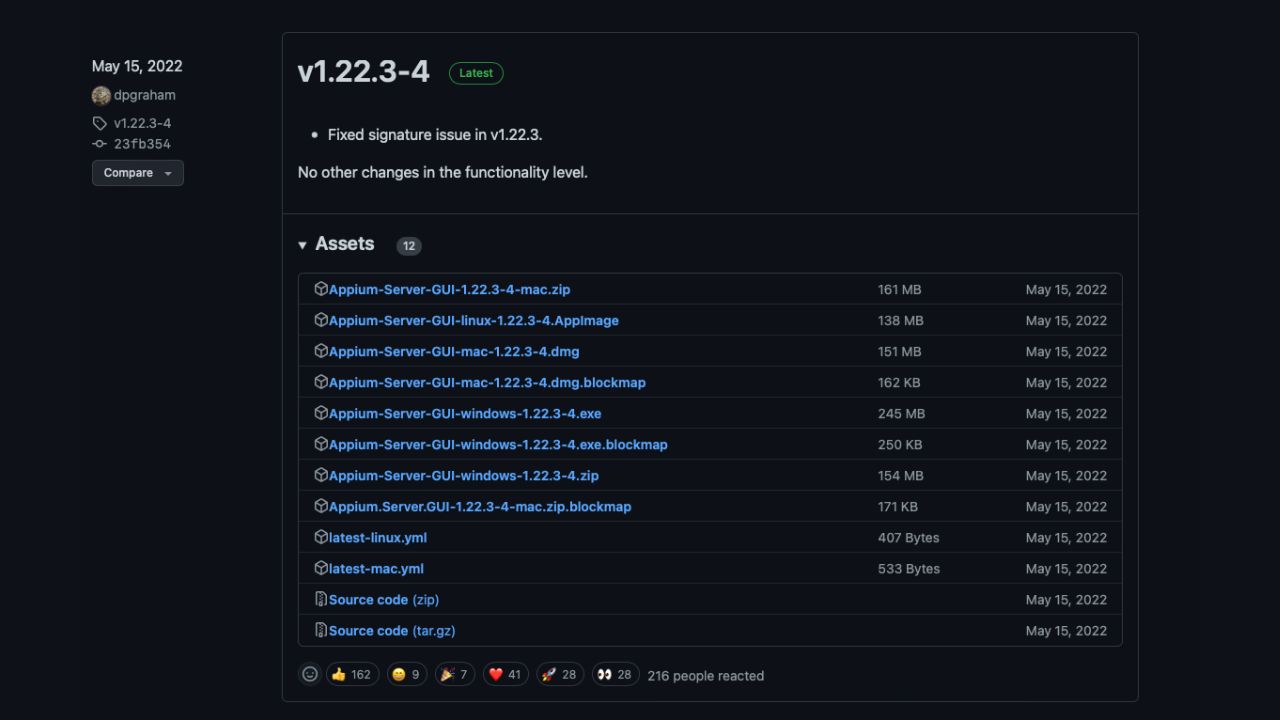 May 15, 2022
dpgraham
v1.22.3-4
23fb354
Compare
v1.22.3-4 Latest
• Fixed signature issue in v1.22.3.
No other changes in the functionality level.
Assets 12
Appium-Server-GUI-1.22.3-4-mac.zip 161 MB May 15, 2022
Appium-Server-GUI-linux-1.22.3-4.AppImage 138 MB May 15, 2022
Appium-Server-GUI-mac-1.22.3-4.dmg 151 MB May 15, 2022
Appium-Server-GUI-mac-1.22.3-4.dmg.blockmap 162 KB May 15, 2022
Appium-Server-GUI-windows-1.22.3-4.exe 245 MB May 15, 2022
Appium-Server-GUI-windows-1.22.3-4.exe.blockmap 250 KB May 15, 2022
Appium-Server-GUI-windows-1.22.3-4.zip 154 MB May 15, 2022
Appium.Server.GUI-1.22.3-4-mac.zip.blockmap 171 KB May 15, 2022
latest-linux.yml 407 Bytes May 15, 2022
latest-mac.yml 533 Bytes May 15, 2022
Source code (zip) May 15, 2022
Source code (tar.gz) May 15, 2022
👍 162 😄 9 🎉 7 ❤️ 41 🚀 28 👀 28 216 people reacted